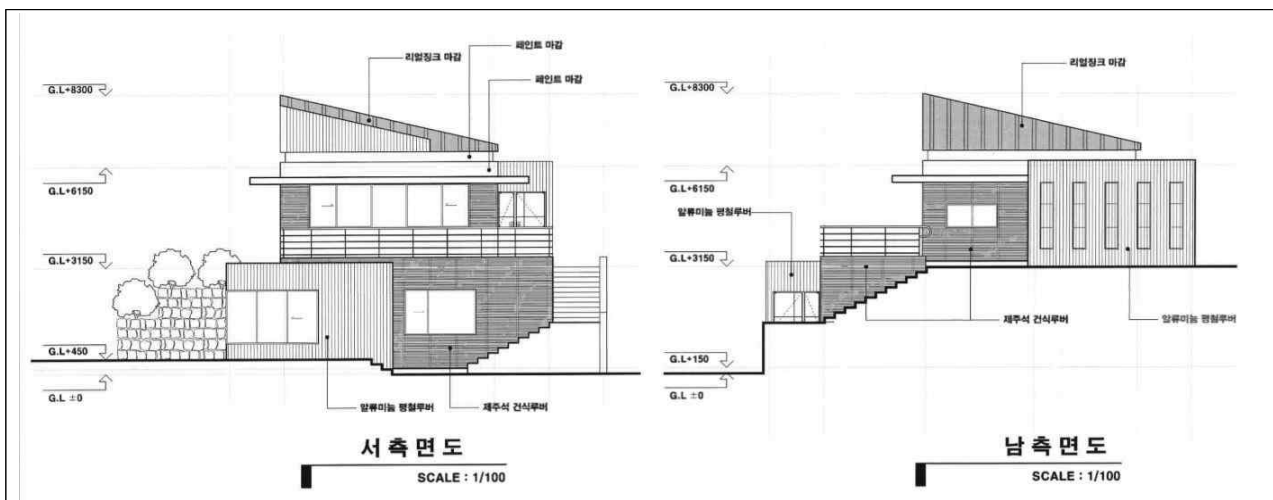 페인트 마감
리얼징크 마감
페인트 마감
G.L+8300
G.L+6150
G.L+3150
G.L+450
G.L ±0
알류미늄 평철루버
제주석 건식루버
서측면도
SCALE : 1/100
리얼징크 마감
G.L+8300
G.L+6150
알류미늄 평철루버
G.L+3150
제주석 건식루버
알류미늄 평철루버
G.L+150
G.L ±0
남측면도
SCALE : 1/100